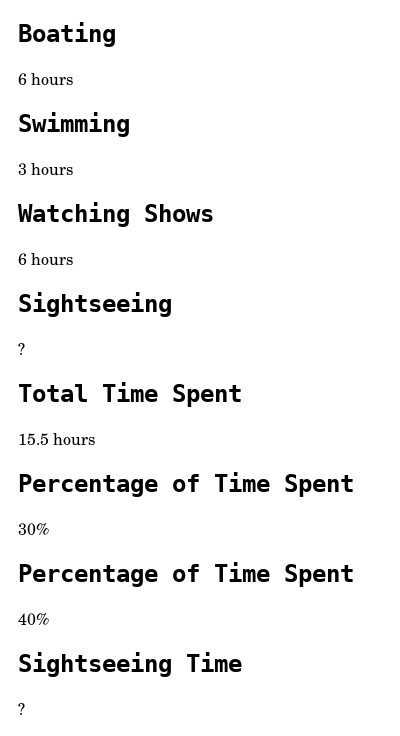 Boating
6 hours
Swimming
3 hours
Watching Shows
6 hours
Sightseeing
?
Total Time Spent
15.5 hours
Percentage of Time Spent
30%
Percentage of Time Spent
40%
Sightseeing Time
?